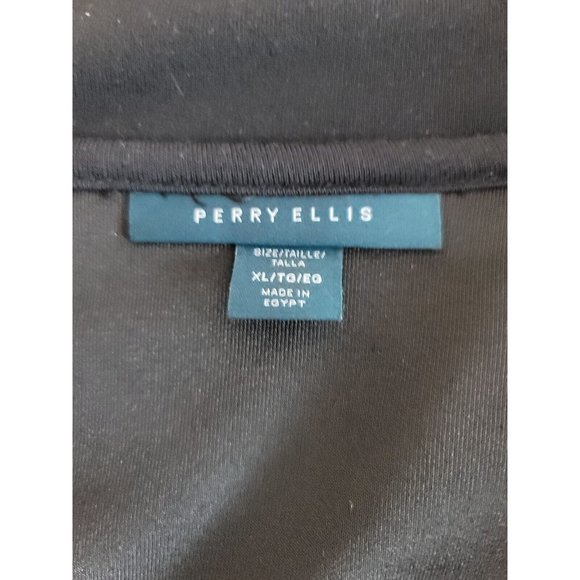 PERRY ELLIS
SIZE/TAILLE/
TALLA
XL/TG/EG
MADE IN
EGYPT